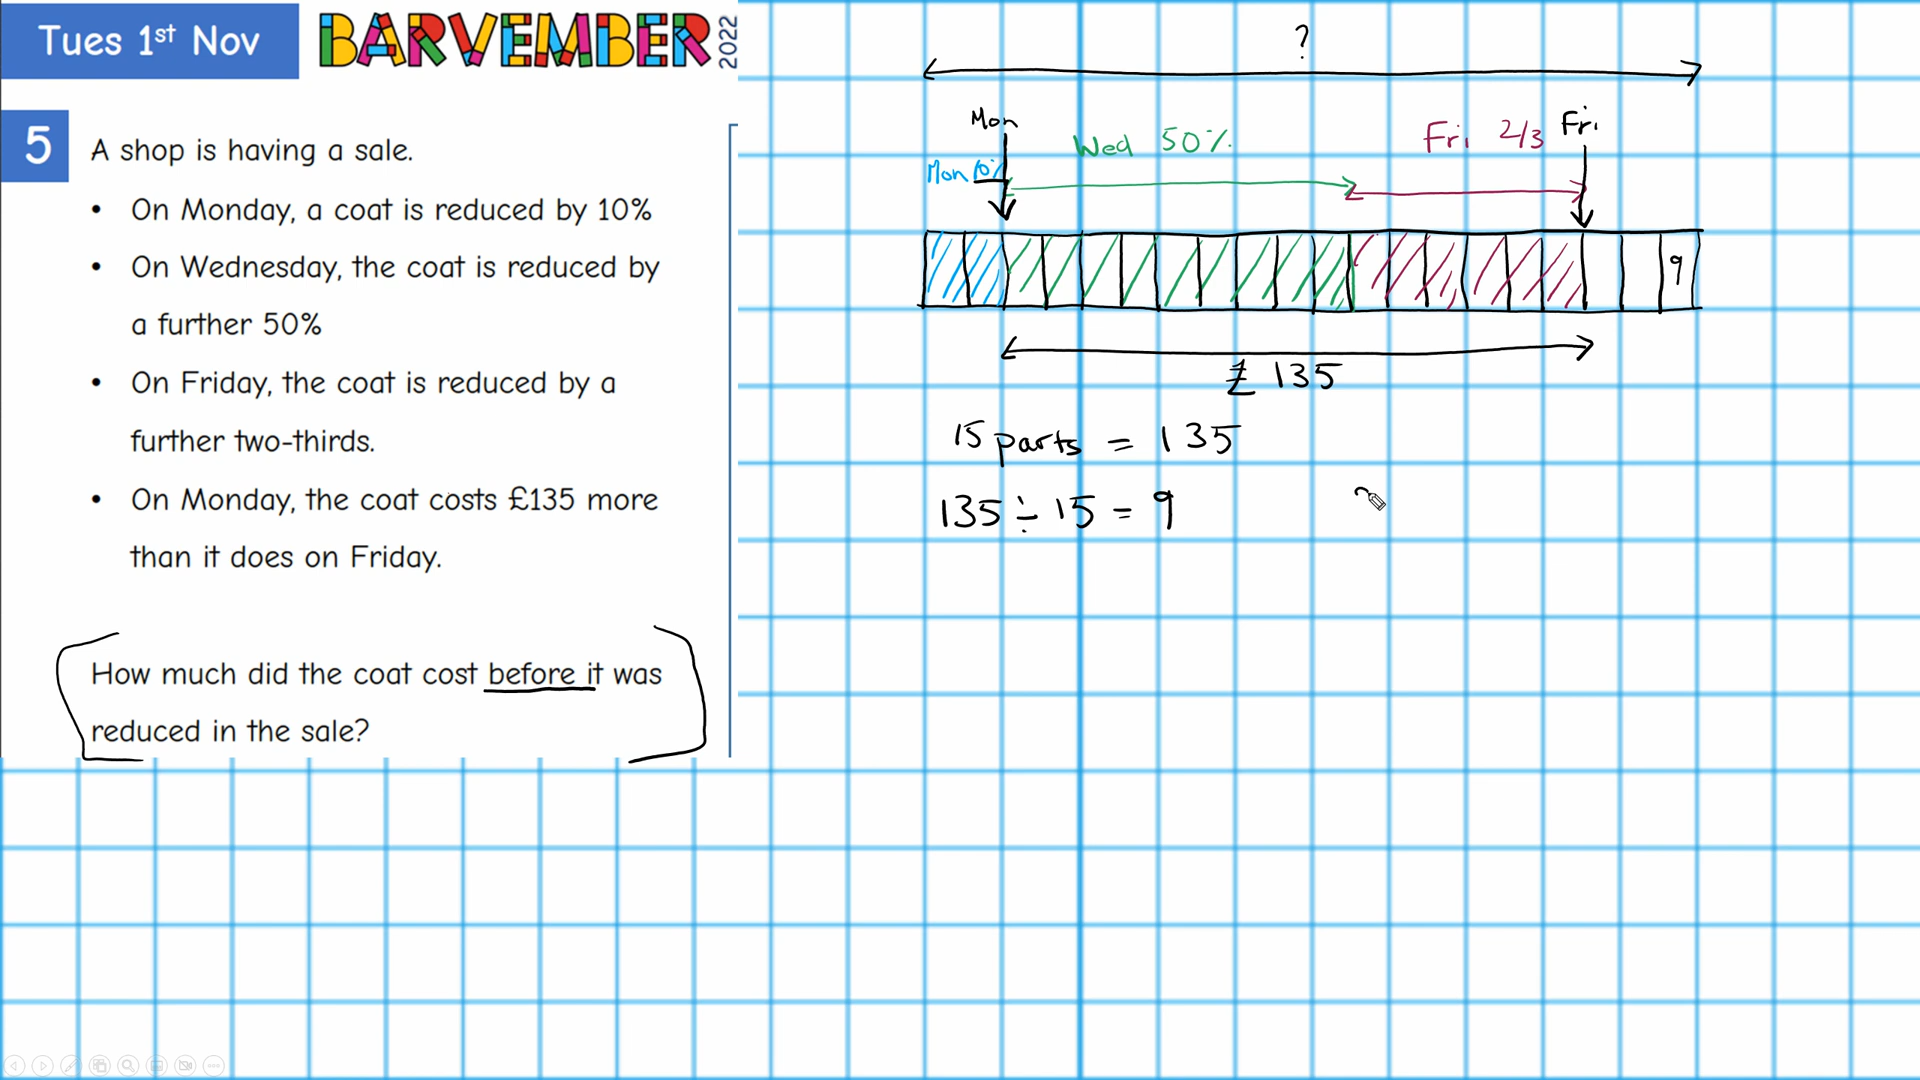 Tues 1st Nov
BARVEMBER 2022
5
A shop is having a sale.
• On Monday, a coat is reduced by 10%
• On Wednesday, the coat is reduced by
a further 50%
• On Friday, the coat is reduced by a
further two-thirds.
• On Monday, the coat costs £135 more
than it does on Friday.
How much did the coat cost before it was
reduced in the sale?
?
Mon
Fri
Wed 50%
Fri 2/3
Mon 10%
9
£ 135
15 parts = 135
135 ÷ 15 = 9